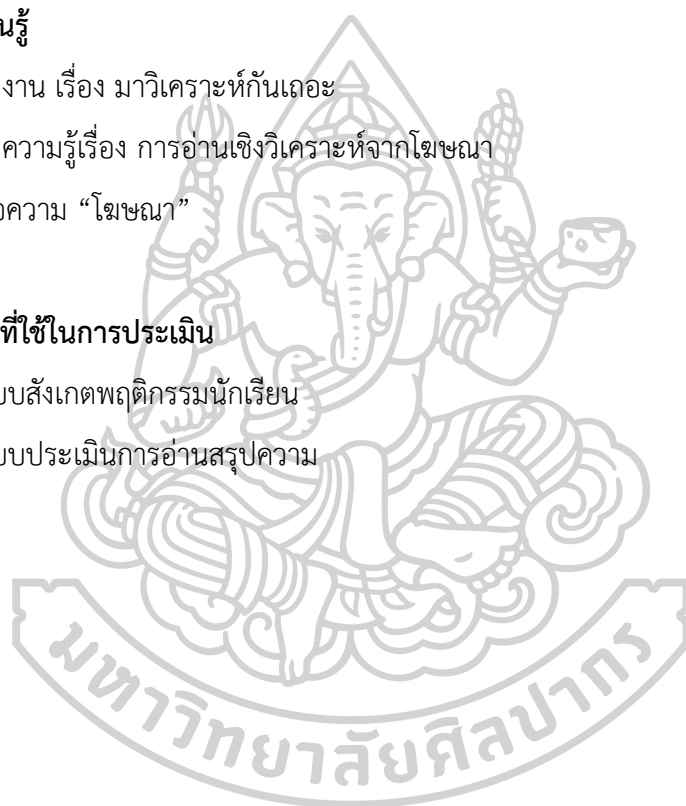 นรู้
งาน เรื่อง มาวิเคราะห์กันเถอะ
ความรู้เรื่อง การอ่านเชิงวิเคราะห์จากโฆษณา
อความ “โฆษณา”
ที่ใช้ในการประเมิน
บบสังเกตพฤติกรรมนักเรียน
บบประเมินการอ่านสรุปความ
มหาวิทยาลัยศิลปากร